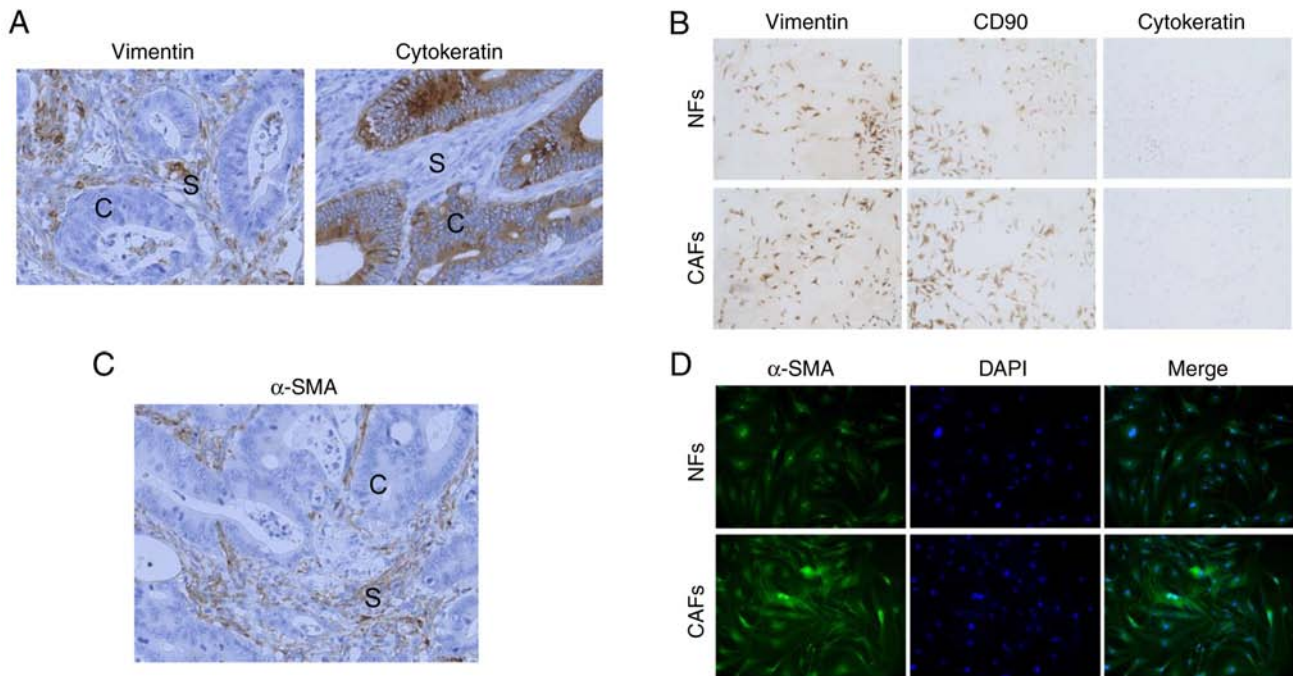 A
Vimentin
Cytokeratin
C
S
S
C
B
Vimentin
CD90
Cytokeratin
NFs
CAFs
C
α-SMA
C
S
D
α-SMA
DAPI
Merge
NFs
CAFs